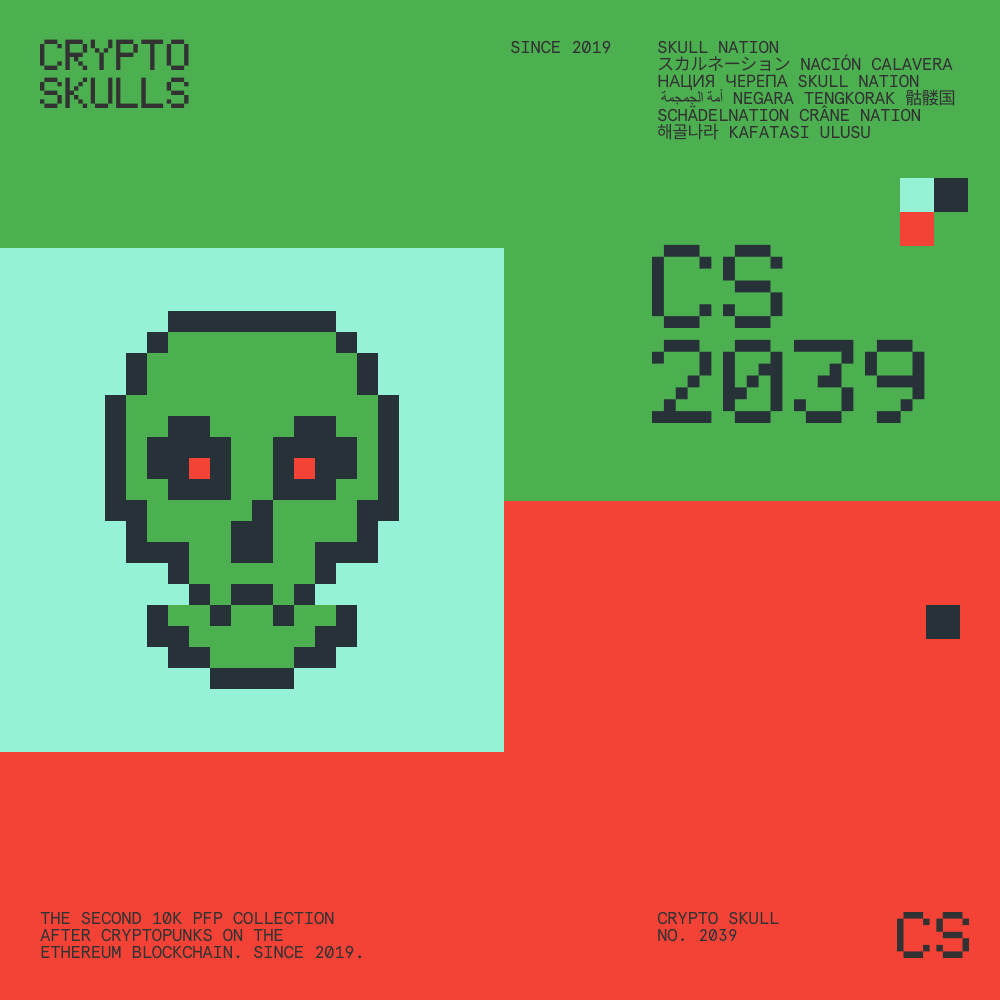 CRYPTO
SKULLS
SINCE 2019
SKULL NATION
スカルネーション NACIÓN CALAVERA
НАЦИЯ ЧЕРЕПА SKULL NATION
أمة الجمجمة NEGARA TENGKORAK 骷髅国
SCHÄDELNATION CRÂNE NATION
해골나라 KAFATASI ULUSU
CS
2039
THE SECOND 10K PFP COLLECTION
AFTER CRYPTOPUNKS ON THE
ETHEREUM BLOCKCHAIN. SINCE 2019.
CRYPTO SKULL
NO. 2039
CS